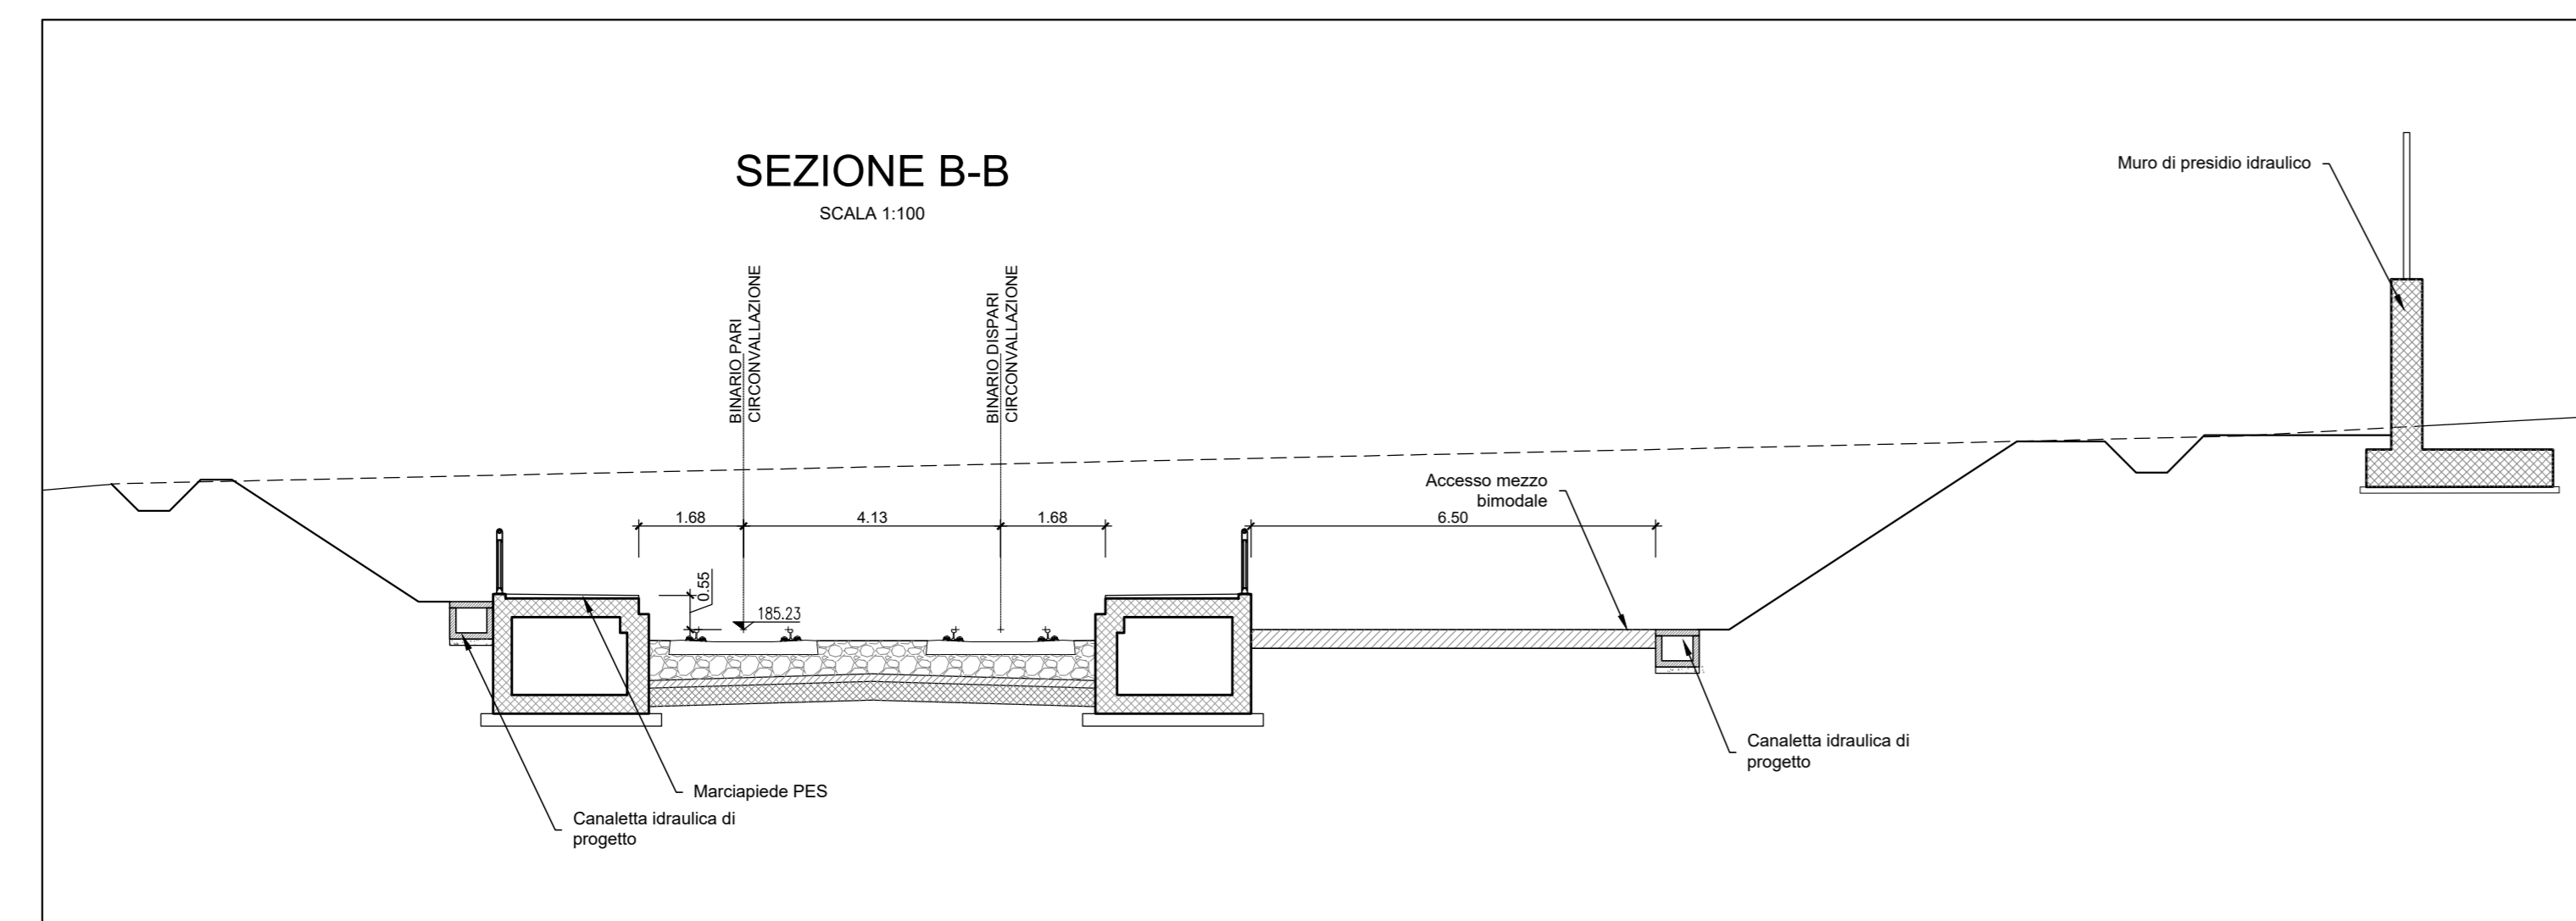 SEZIONE B-B
SCALA 1:100
Muro di presidio idraulico
BINARIO PARI
CIRCONVALLAZIONE
BINARIO DISPARI
CIRCONVALLAZIONE
Accesso mezzo
bimodale
1.68
4.13
1.68
6.50
0.55
185.23
Canaletta idraulica di
progetto
Marciapiede PES
Canaletta idraulica di
progetto